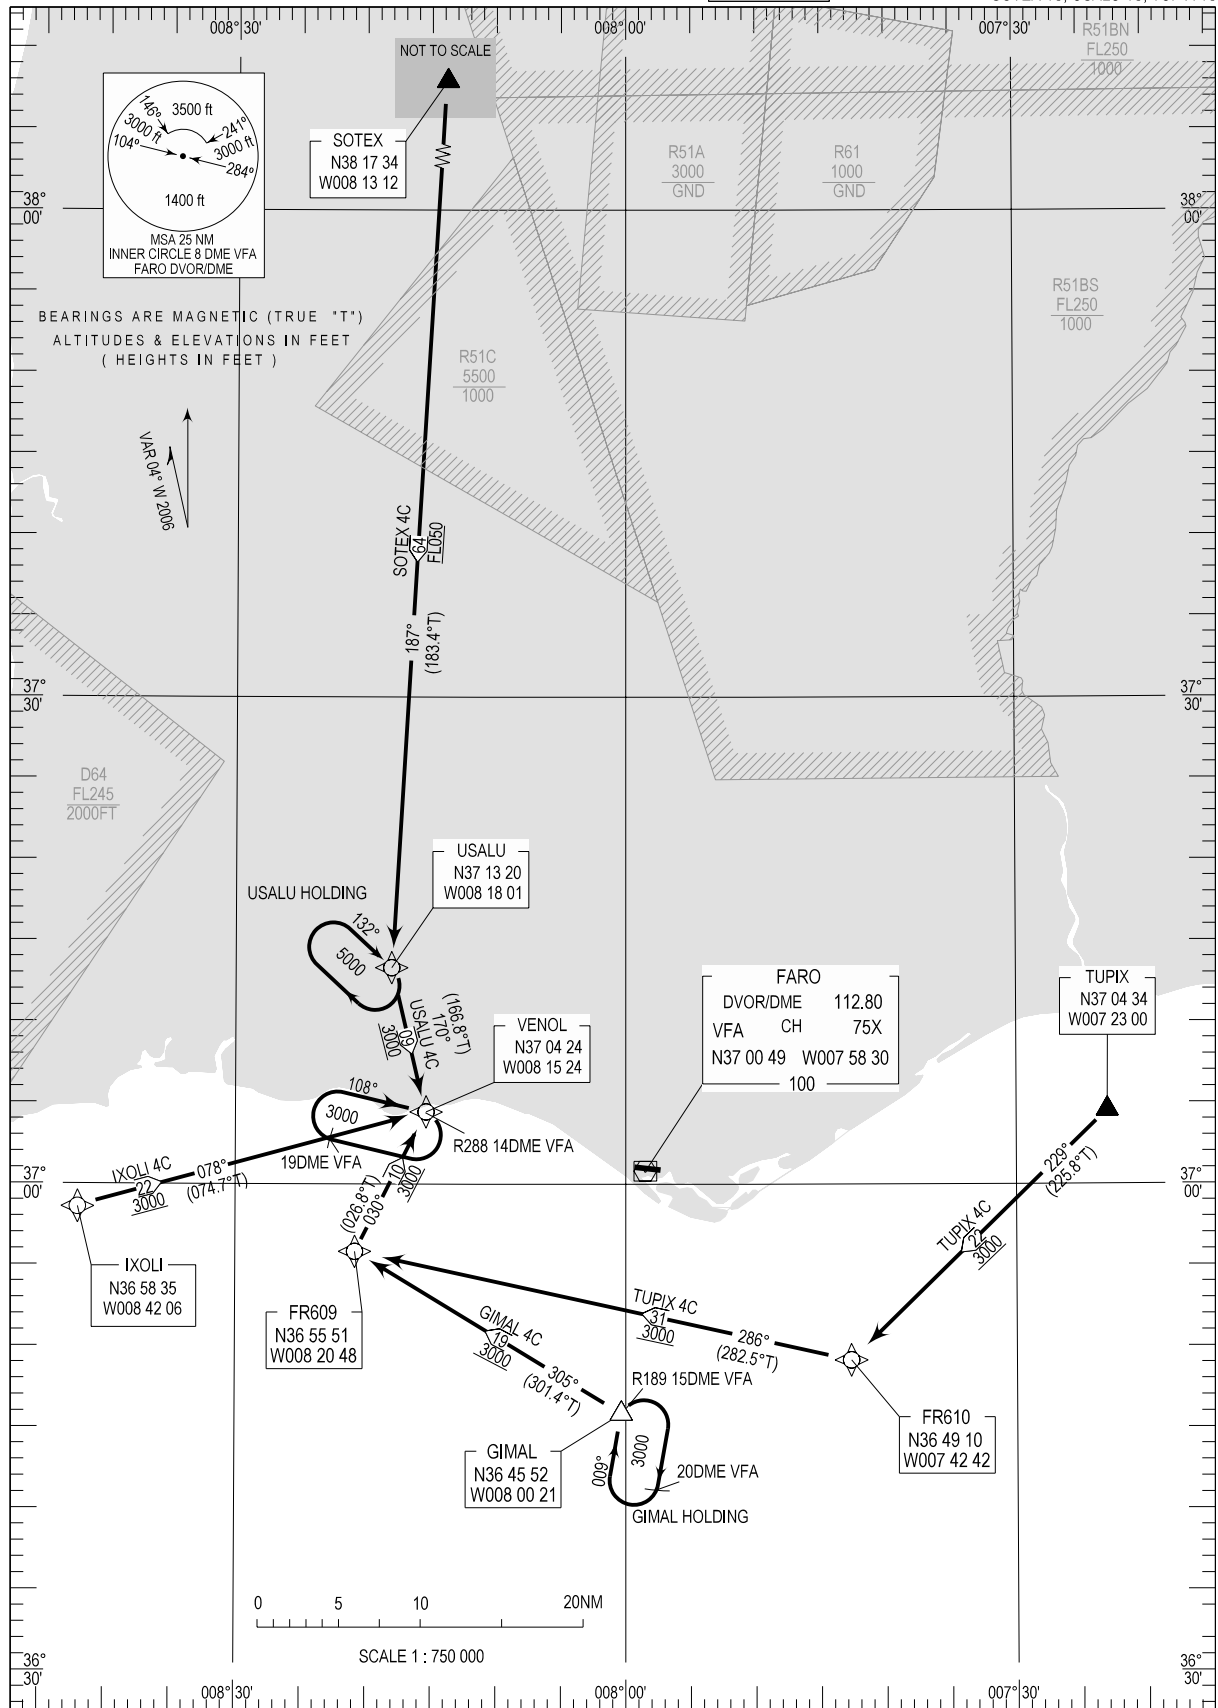 008°30'
008°00'
007°30'
NOT TO SCALE
R51BN
FL250
1000
146°
3500 ft
3000 ft
241°
3000 ft
104°
284°
1400 ft
MSA 25 NM
INNER CIRCLE 8 DME VFA
FARO DVOR/DME
SOTEX
N38 17 34
W008 13 12
R51A
3000
GND
R61
1000
GND
38°
00'
38°
00'
BEARINGS ARE MAGNETIC (TRUE "T")
ALTITUDES & ELEVATIONS IN FEET
( HEIGHTS IN FEET )
R51BS
FL250
1000
R51C
5500
1000
VAR 04° W 2006
SOTEX 4C
64
FL050
187°
(183.4°T)
37°
30'
37°
30'
D64
FL245
2000FT
USALU
N37 13 20
W008 18 01
USALU HOLDING
132°
5000
USALU 4C
170°
(166.8°T)
09
3000
VENOL
N37 04 24
W008 15 24
FARO
DVOR/DME 112.80
VFA CH 75X
N37 00 49 W007 58 30
100
TUPIX
N37 04 34
W007 23 00
108°
3000
R288 14DME VFA
19DME VFA
IXOLI 4C
22
3000
078°
(074.7°T)
10
3000
030°
(026.8°T)
37°
00'
37°
00'
229°
(225.8°T)
TUPIX 4C
22
3000
IXOLI
N36 58 35
W008 42 06
FR609
N36 55 51
W008 20 48
GIMAL 4C
19
3000
305°
(301.4°T)
TUPIX 4C
31
3000
286°
(282.5°T)
R189 15DME VFA
FR610
N36 49 10
W007 42 42
GIMAL
N36 45 52
W008 00 21
009°
3000
20DME VFA
GIMAL HOLDING
0 5 10 20NM
SCALE 1 : 750 000
36°
30'
36°
30'
008°30'
008°00'
007°30'